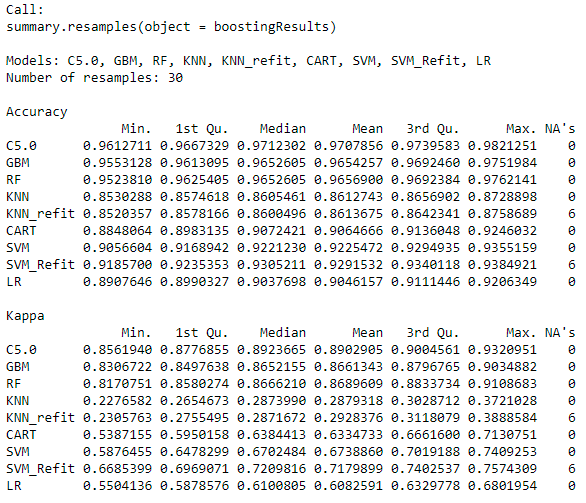 Call:
summary.resamples(object = boostingResults)
Models: C5.0, GBM, RF, KNN, KNN_refit, CART, SVM, SVM_Refit, LR
Number of resamples: 30
Accuracy
Min. 1st Qu. Median Mean 3rd Qu. Max. NA's
C5.0 0.9612711 0.9667329 0.9712302 0.9707856 0.9739583 0.9821251 0
GBM 0.9553128 0.9613095 0.9652605 0.9654257 0.9692460 0.9751984 0
RF 0.9523810 0.9625405 0.9652605 0.9656900 0.9692384 0.9762141 0
KNN 0.8530288 0.8574618 0.8605461 0.8612743 0.8656902 0.8728898 0
KNN_refit 0.8520357 0.8578166 0.8600496 0.8613675 0.8642341 0.8758689 6
CART 0.8848064 0.8983135 0.9072421 0.9064666 0.9136048 0.9246032 0
SVM 0.9056604 0.9168942 0.9221230 0.9225472 0.9294935 0.9355159 0
SVM_Refit 0.9185700 0.9235353 0.9305211 0.9291532 0.9340118 0.9384921 6
LR 0.8907646 0.8990327 0.9037698 0.9046157 0.9111446 0.9206349 0
Kappa
Min. 1st Qu. Median Mean 3rd Qu. Max. NA's
C5.0 0.8561940 0.8776855 0.8923665 0.8902905 0.9004561 0.9320951 0
GBM 0.8306722 0.8497638 0.8652155 0.8661343 0.8796765 0.9034882 0
RF 0.8170751 0.8580274 0.8666210 0.8689609 0.8833734 0.9108683 0
KNN 0.2276582 0.2654673 0.2873990 0.2879318 0.3028712 0.3721028 0
KNN_refit 0.2305763 0.2755495 0.2871672 0.2928376 0.3118079 0.3888584 6
CART 0.5387155 0.5950158 0.6384413 0.6334733 0.6661600 0.7130751 0
SVM 0.5876455 0.6478299 0.6702484 0.6738860 0.7019188 0.7409253 0
SVM_Refit 0.6685399 0.6969071 0.7209816 0.7179899 0.7402537 0.7574309 6
LR 0.5504136 0.5878576 0.6100805 0.6082591 0.6329778 0.6801954 0